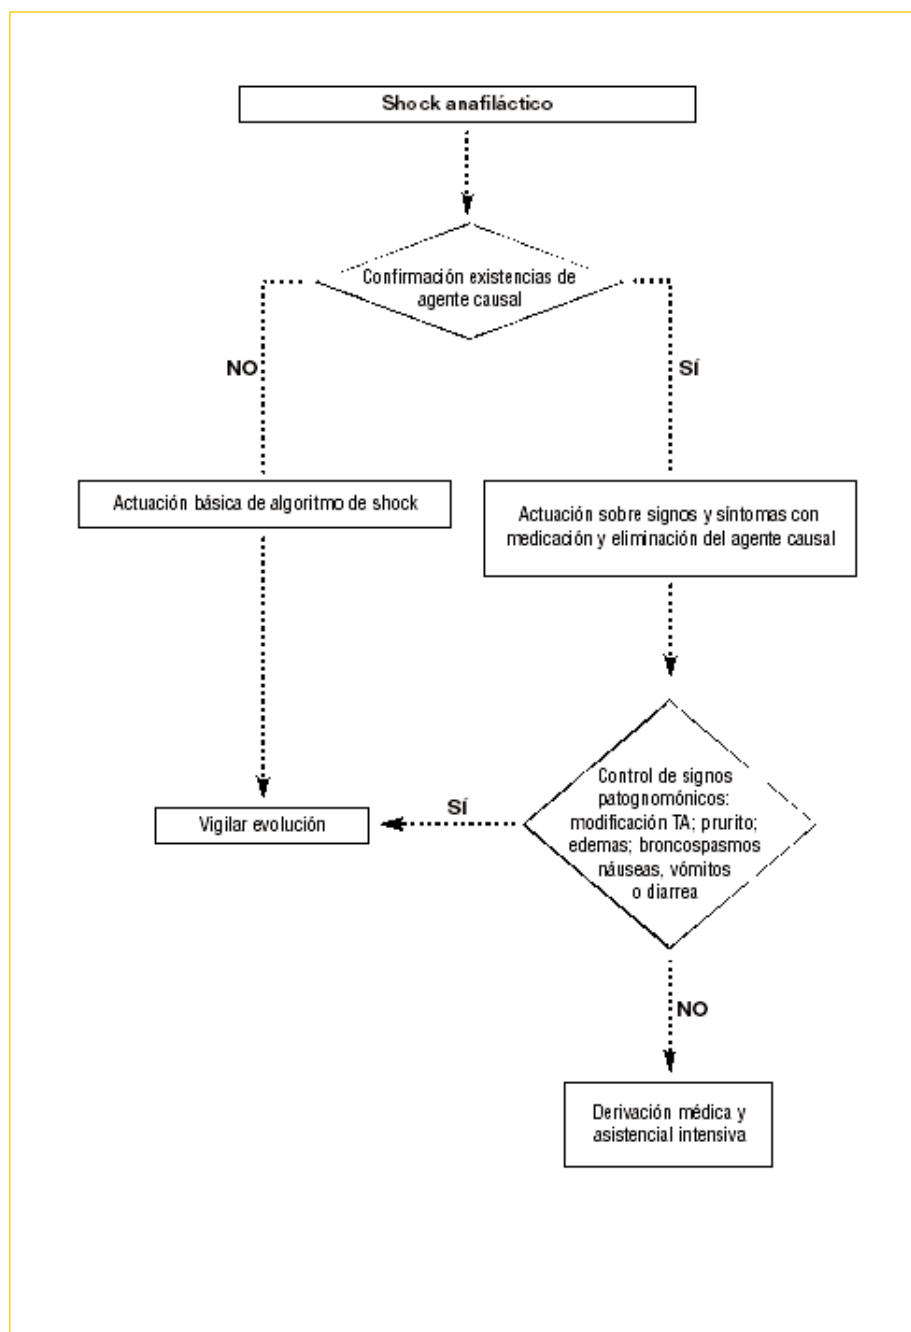 Shock anafiláctico
Confirmación existencias de
agente causal
NO
SÍ
Actuación básica de algoritmo de shock
Actuación sobre signos y síntomas con
medicación y eliminación del agente causal
Control de signos
patognomónicos:
modificación TA; prurito;
edemas; broncospasmos
náuseas, vómitos
o diarrea
SÍ
Vigilar evolución
NO
Derivación médica y
asistencial intensiva